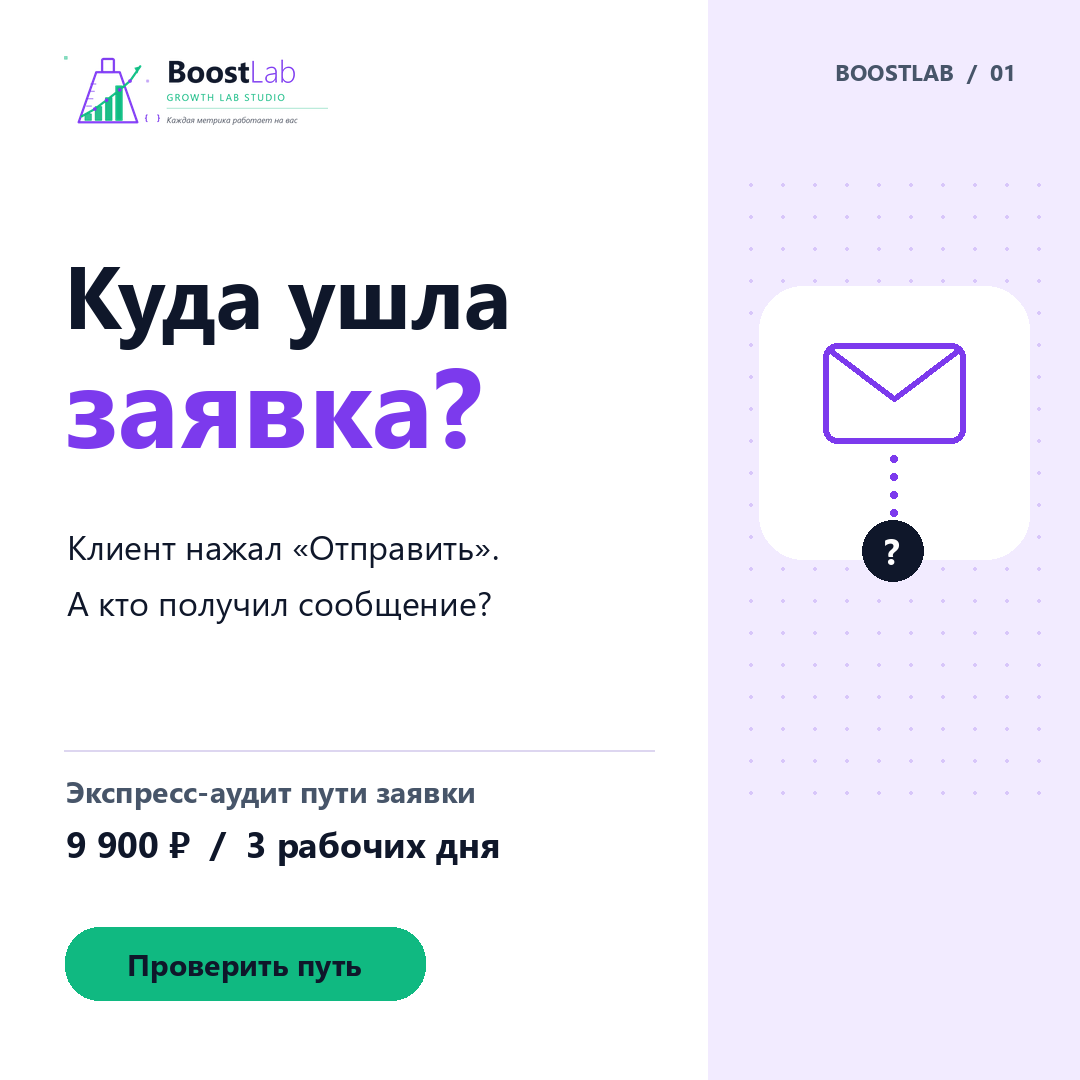 BoostLab
GROWTH LAB STUDIO
{ }
Каждая метрика работает на вас
BOOSTLAB / 01
Куда ушла
заявка?
?
Клиент нажал «Отправить».
А кто получил сообщение?
Экспресс-аудит пути заявки
9 900 ₽ / 3 рабочих дня
Проверить путь